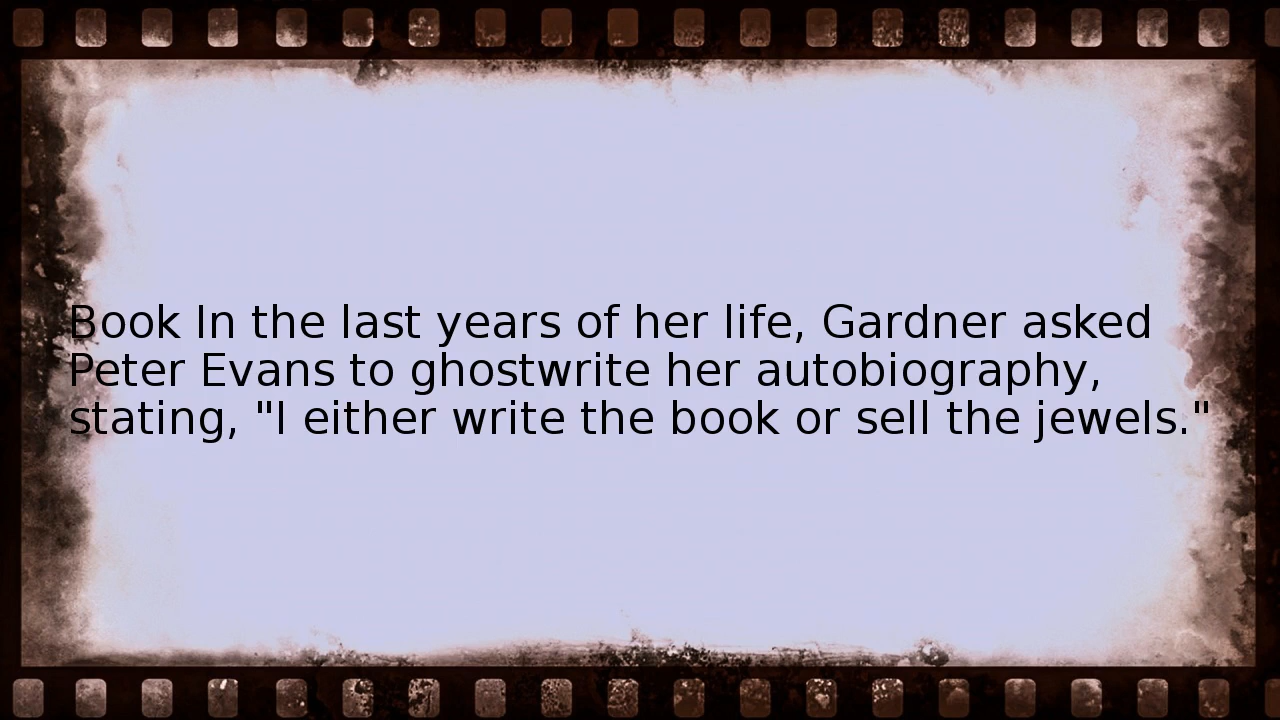 Book In the last years of her life, Gardner asked
Peter Evans to ghostwrite her autobiography,
stating, "I either write the book or sell the jewels."